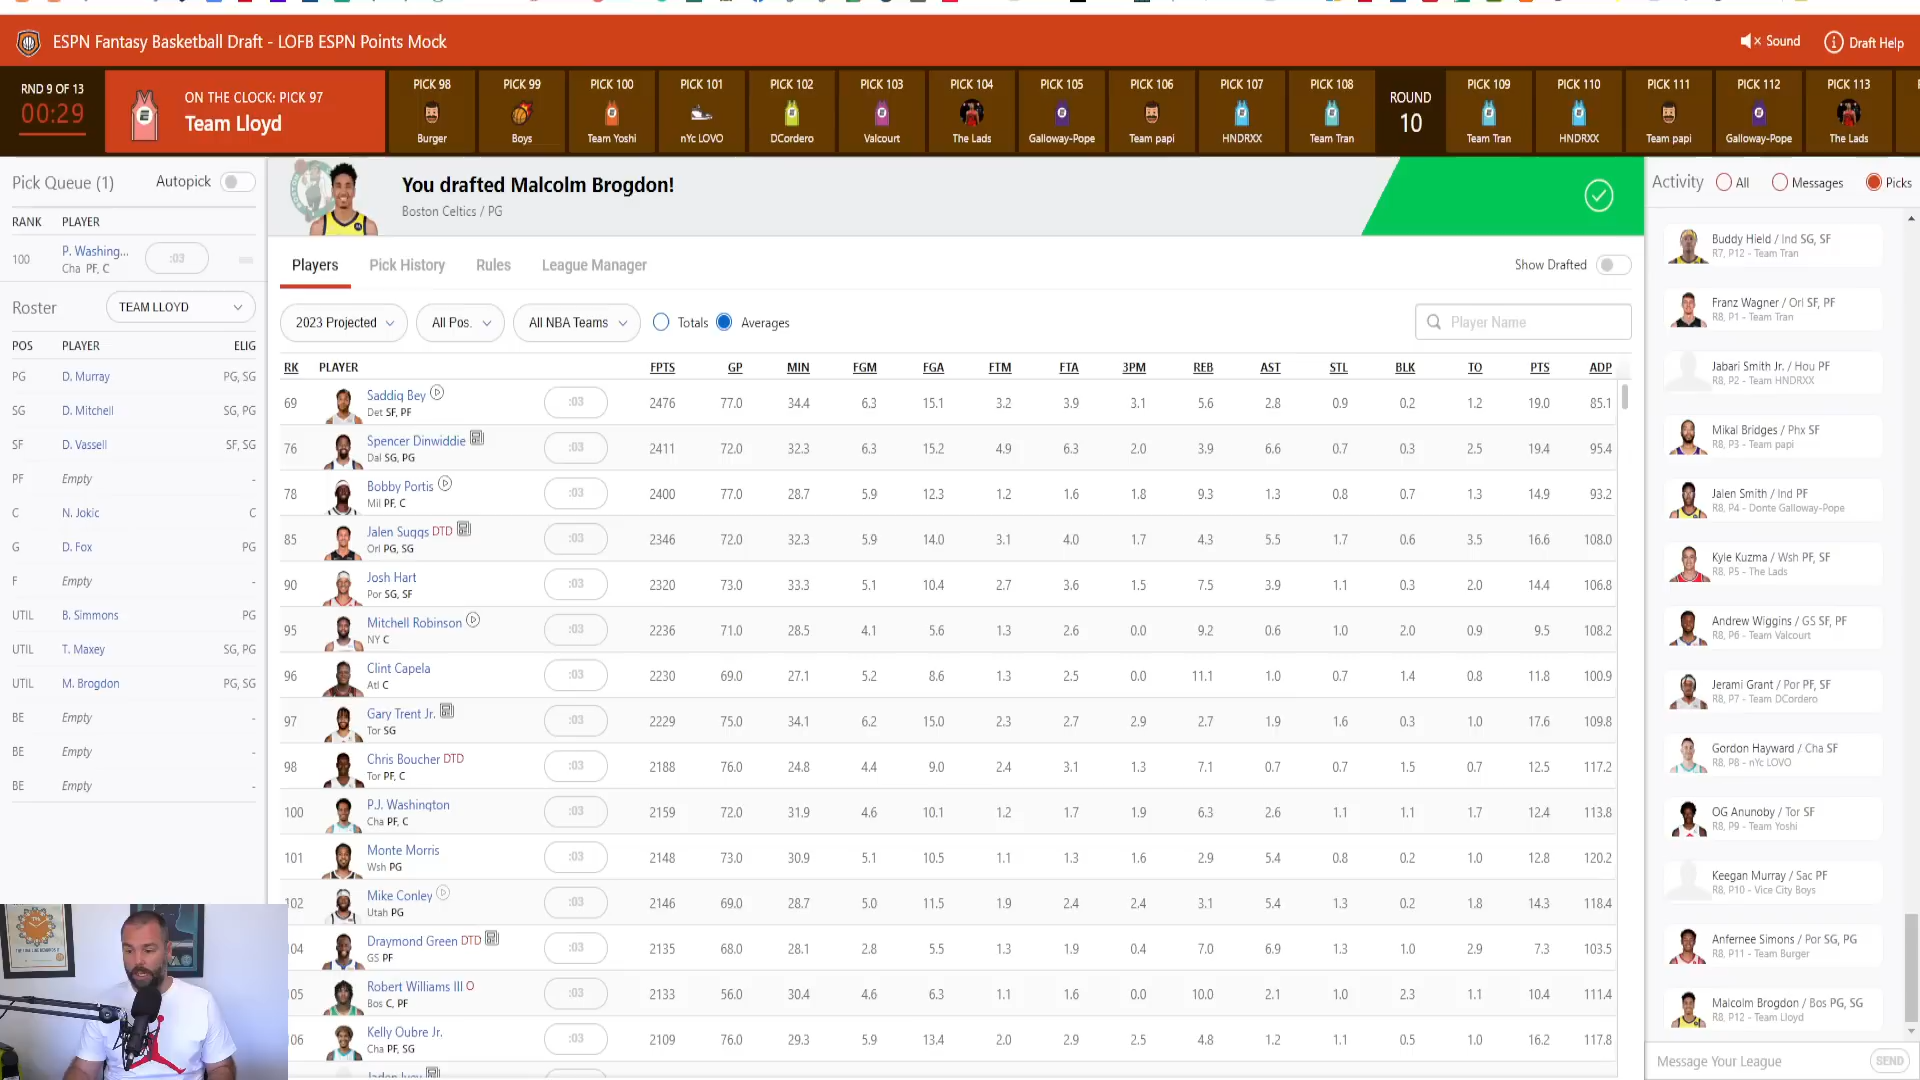 ESPN Fantasy Basketball Draft - LOFB ESPN Points Mock
Sound
Draft Help
RND 9 OF 13
00:29
ON THE CLOCK: PICK 97
Team Lloyd
PICK 98
Burger
PICK 99
Boys
PICK 100
Team Yoshi
PICK 101
nYc LOVO
PICK 102
DCordero
PICK 103
Valcourt
PICK 104
The Lads
PICK 105
Galloway-Pope
PICK 106
Team papi
PICK 107
HNDRXX
PICK 108
Team Tran
ROUND
10
PICK 109
Team Tran
PICK 110
HNDRXX
PICK 111
Team papi
PICK 112
Galloway-Pope
PICK 113
The Lads
Pick Queue (1)
Autopick
RANK PLAYER
100 P. Washing... :03
Cha PF, C
Roster
TEAM LLOYD
POS PLAYER ELIG
PG D. Murray PG, SG
SG D. Mitchell SG, PG
SF D. Vassell SF, SG
PF Empty -
C N. Jokic C
G D. Fox PG
F Empty -
UTIL B. Simmons PG
UTIL T. Maxey SG, PG
UTIL M. Brogdon PG, SG
BE Empty -
BE Empty -
BE Empty -
You drafted Malcolm Brogdon!
Boston Celtics / PG
Players Pick History Rules League Manager
Show Drafted
2023 Projected All Pos. All NBA Teams Totals Averages
Player Name
RK PLAYER FPTS GP MIN FGM FGA FTM FTA 3PM REB AST STL BLK TO PTS ADP
69 Saddiq Bey :03 2476 77.0 34.4 6.3 15.1 3.2 3.9 3.1 5.6 2.8 0.9 0.2 1.2 19.0 85.1
Det SF, PF
76 Spencer Dinwiddie :03 2411 72.0 32.3 6.3 15.2 4.9 6.3 2.0 3.9 6.6 0.7 0.3 2.5 19.4 95.4
Dal SG, PG
78 Bobby Portis :03 2400 77.0 28.7 5.9 12.3 1.2 1.6 1.8 9.3 1.3 0.8 0.7 1.3 14.9 93.2
Mil PF, C
85 Jalen Suggs DTD :03 2346 72.0 32.3 5.9 14.0 3.1 4.0 1.7 4.3 5.5 1.7 0.6 3.5 16.6 108.0
Orl PG, SG
90 Josh Hart :03 2320 73.0 33.3 5.1 10.4 2.7 3.6 1.5 7.5 3.9 1.1 0.3 2.0 14.4 106.8
Por SG, SF
95 Mitchell Robinson :03 2236 71.0 28.5 4.1 5.6 1.3 2.6 0.0 9.2 0.6 1.0 2.0 0.9 9.5 108.2
NY C
96 Clint Capela :03 2230 69.0 27.1 5.2 8.6 1.3 2.5 0.0 11.1 1.0 0.7 1.4 0.8 11.8 100.9
Atl C
97 Gary Trent Jr. :03 2229 75.0 34.1 6.2 15.0 2.3 2.7 2.9 2.7 1.9 1.6 0.3 1.0 17.6 109.8
Tor SG
98 Chris Boucher DTD :03 2188 76.0 24.8 4.4 9.0 2.4 3.1 1.3 7.1 0.7 0.7 1.5 0.7 12.5 117.2
Tor PF, C
100 P.J. Washington :03 2159 72.0 31.9 4.6 10.1 1.2 1.7 1.9 6.3 2.6 1.1 1.1 1.7 12.4 113.8
Cha PF, C
101 Monte Morris :03 2148 73.0 30.9 5.1 10.5 1.1 1.3 1.6 2.9 5.4 0.8 0.2 1.0 12.8 120.2
Wsh PG
102 Mike Conley :03 2146 69.0 28.7 5.0 11.5 1.9 2.4 2.4 3.1 5.4 1.3 0.2 1.8 14.3 118.4
Utah PG
04 Draymond Green DTD :03 2135 68.0 28.1 2.8 5.5 1.3 1.9 0.4 7.0 6.9 1.3 1.0 2.9 7.3 103.5
GS PF
05 Robert Williams III O :03 2133 56.0 30.4 4.6 6.3 1.1 1.6 0.0 10.0 2.1 1.0 2.3 1.1 10.4 111.4
Bos C, PF
06 Kelly Oubre Jr. :03 2109 76.0 29.3 5.9 13.4 2.0 2.9 2.5 4.8 1.2 1.1 0.5 1.0 16.2 117.8
Cha PF, SG
Activity All Messages Picks
Buddy Hield / Ind SG, SF
R7, P12 - Team Tran
Franz Wagner / Orl SF, PF
R8, P1 - Team Tran
Jabari Smith Jr. / Hou PF
R8, P2 - Team HNDRXX
Mikal Bridges / Phx SF
R8, P3 - Team papi
Jalen Smith / Ind PF
R8, P4 - Donte Galloway-Pope
Kyle Kuzma / Wsh PF, SF
R8, P5 - The Lads
Andrew Wiggins / GS SF, PF
R8, P6 - Team Valcourt
Jerami Grant / Por PF, SF
R8, P7 - Team DCordero
Gordon Hayward / Cha SF
R8, P8 - nYc LOVO
OG Anunoby / Tor SF
R8, P9 - Team Yoshi
Keegan Murray / Sac PF
R8, P10 - Vice City Boys
Anfernee Simons / Por SG, PG
R8, P11 - Team Burger
Malcolm Brogdon / Bos PG, SG
R8, P12 - Team Lloyd
Message Your League
SEND